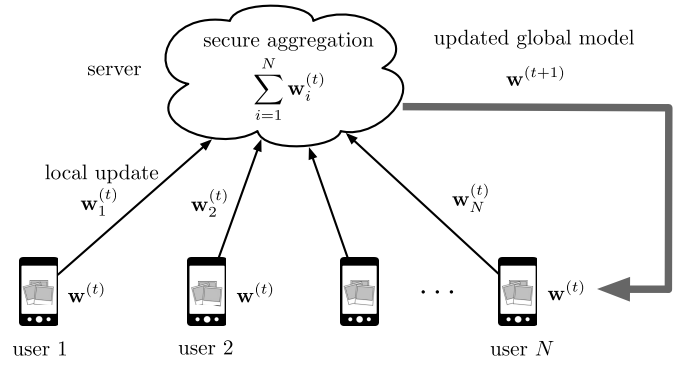 secure aggregation
updated global model
server
\sum_{i=1}^{N} \mathbf{w}_i^{(t)}
\mathbf{w}^{(t+1)}
local update
\mathbf{w}_1^{(t)}
\mathbf{w}_2^{(t)}
\mathbf{w}_N^{(t)}
\mathbf{w}^{(t)}
\mathbf{w}^{(t)}
...
\mathbf{w}^{(t)}
user 1
user 2
user N